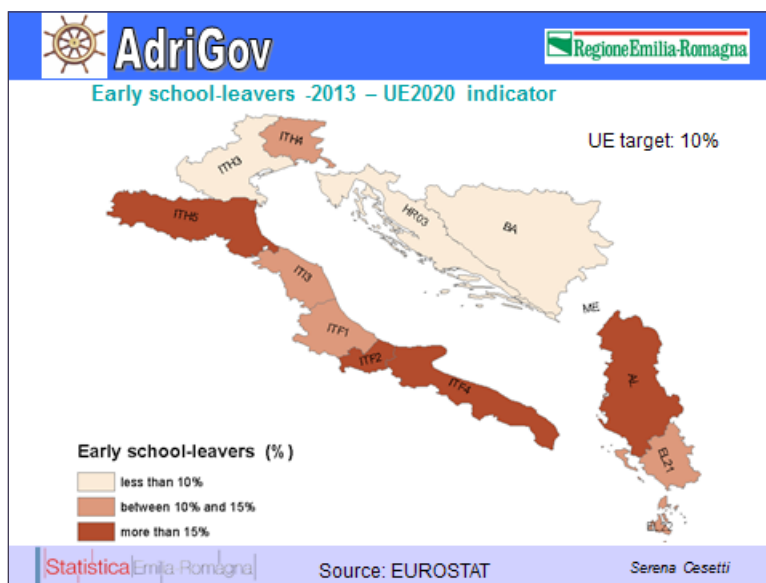 AdriGov
RegioneEmilia-Romagna
Early school-leavers -2013 – UE2020 indicator
UE target: 10%
ITH4
ITH3
ITH5
HR03
BA
ITI3
ME
ITF1
ITF2
ITF4
AL
EL21
EL22
Early school-leavers (%)
less than 10%
between 10% and 15%
more than 15%
Statistica Emilia-Romagna
Source: EUROSTAT
Serena Cesetti